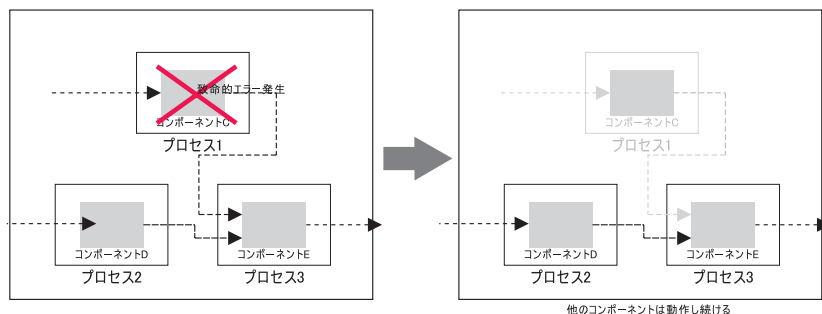 致命的エラー発生
コンポーネントC
プロセス1
コンポーネントD
プロセス2
コンポーネントE
プロセス3
コンポーネントC
プロセス1
コンポーネントD
プロセス2
コンポーネントE
プロセス3
他のコンポーネントは動作し続ける